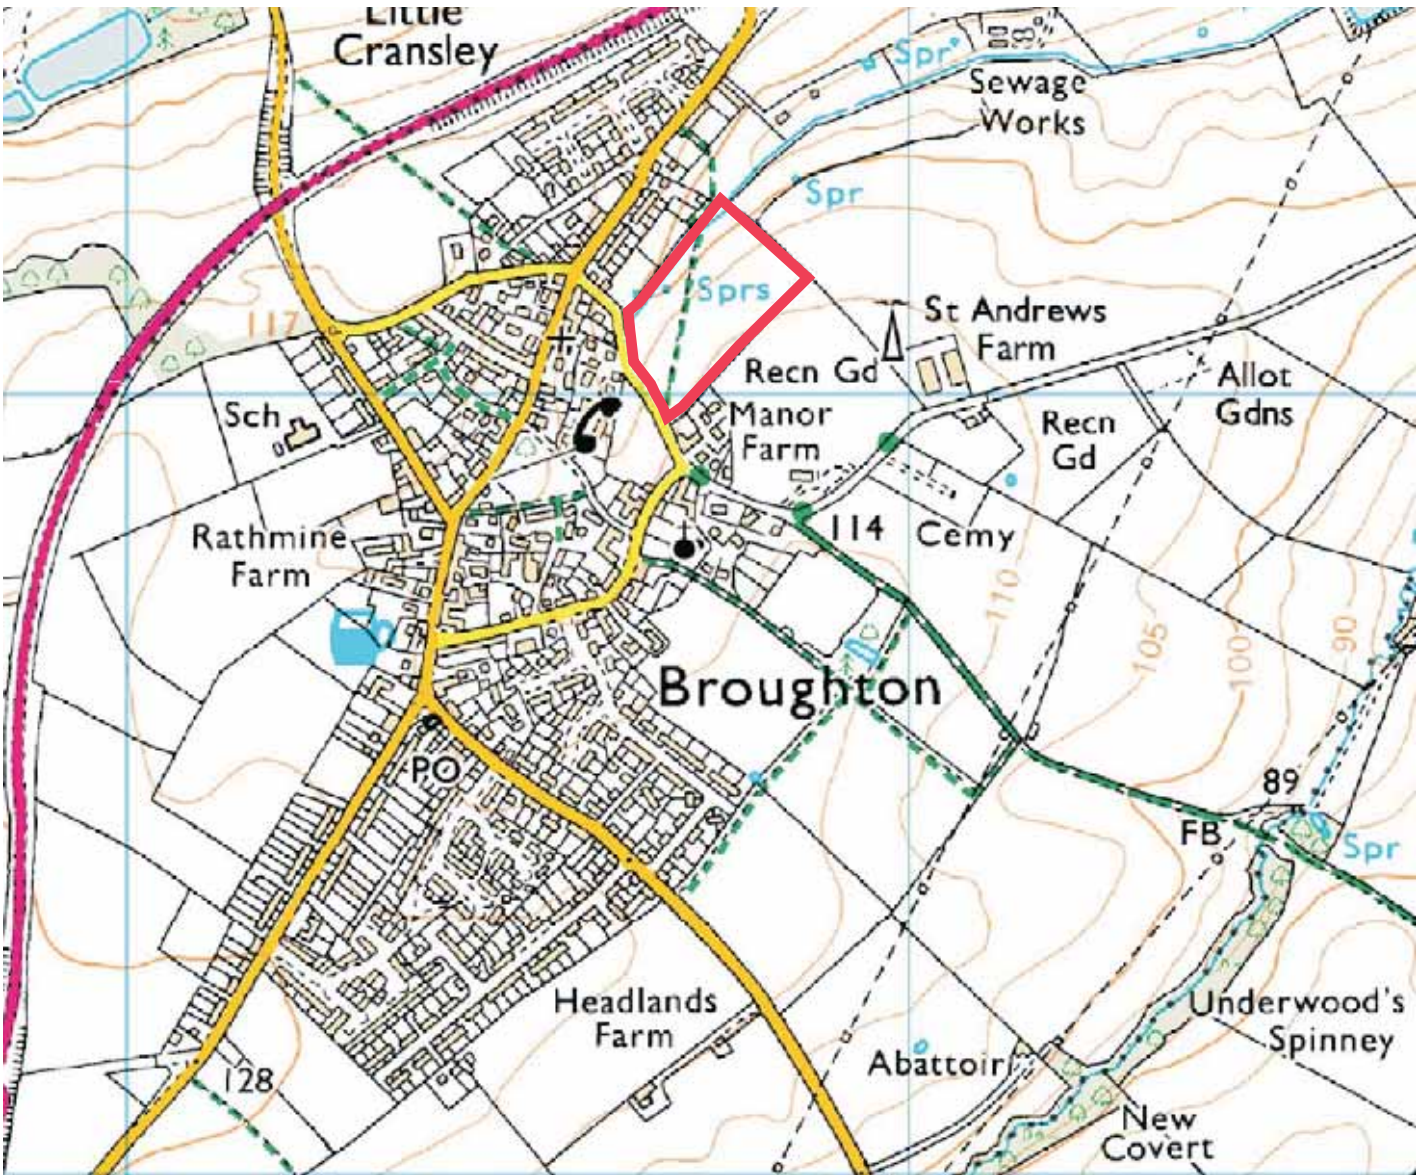 Little
Cransley
Spr
Sewage
Works
Spr
Sprs
117
St Andrews
Farm
Recn Gd
Allot
Gdns
Sch
Manor
Farm
Recn
Gd
Rathmine
Farm
114
Cemy
110
105
100
90
Broughton
PO
89
FB
Spr
Headlands
Farm
Underwood's
Spinney
Abattoir
128
New
Covert